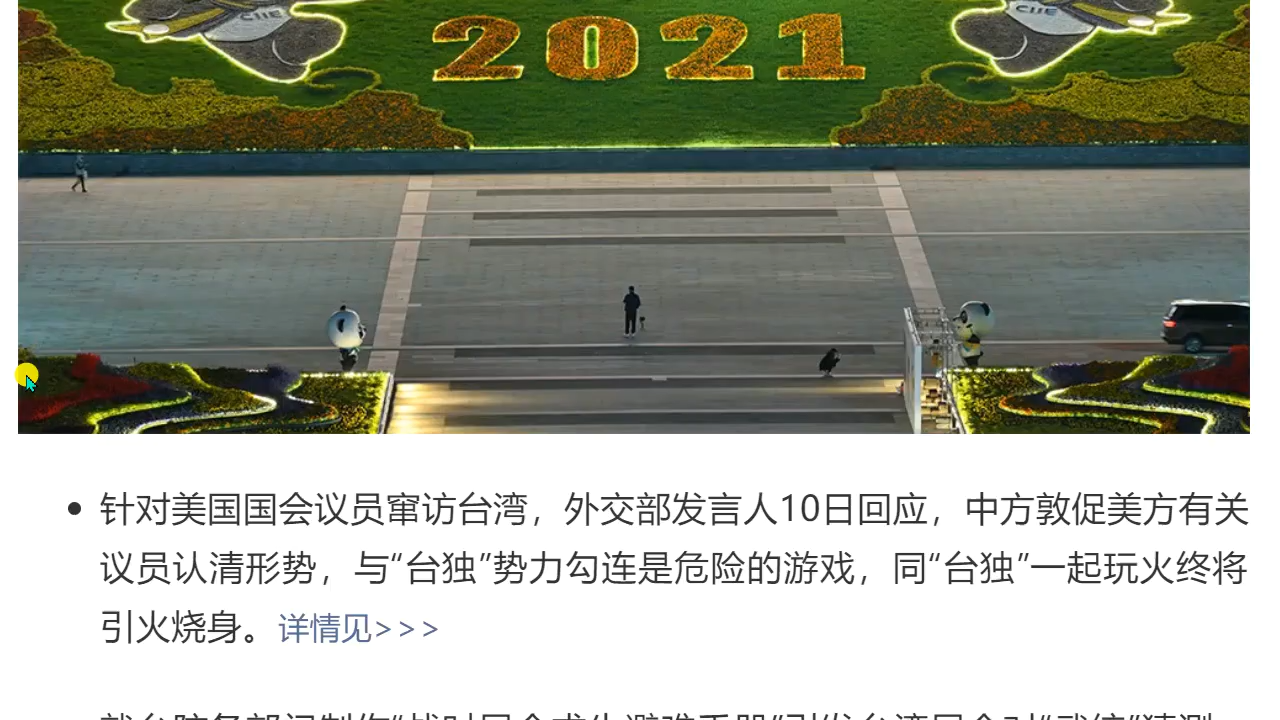 CIIE
2021
CIIE
针对美国国会议员窜访台湾，外交部发言人10日回应，中方敦促美方有关
议员认清形势，与“台独”势力勾连是危险的游戏，同“台独”一起玩火终将
引火烧身。详情见>>>